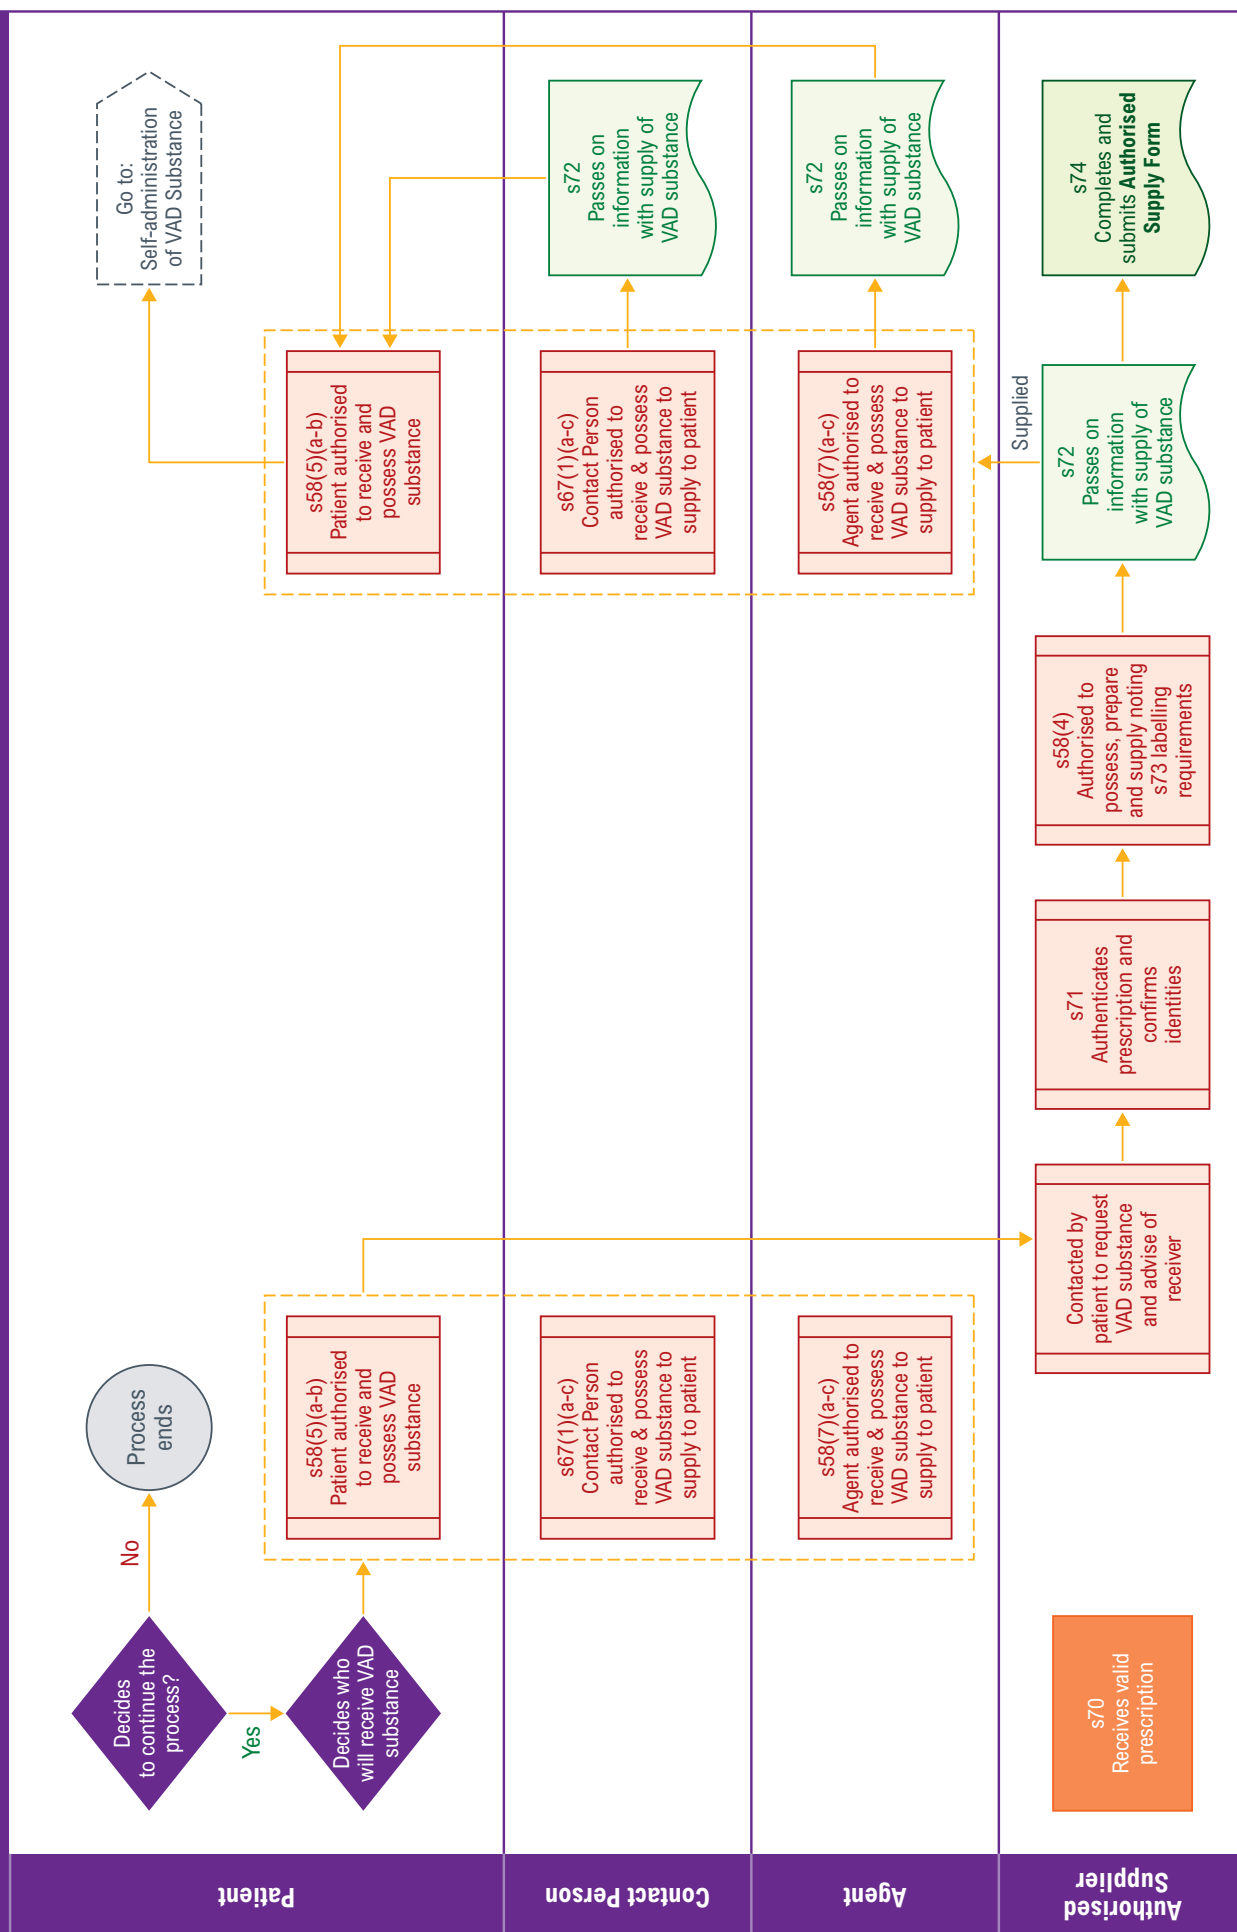 Patient
Decides
to continue the
process?
No
Process
ends
Yes
Decides who
will receive VAD
substance
s58(5)(a-b)
Patient authorised
to receive and
possess VAD
substance
s58(5)(a-b)
Patient authorised
to receive and
possess VAD
substance
Go to:
Self-administration
of VAD Substance
Contact Person
s67(1)(a-c)
Contact Person
authorised to
receive & possess
VAD substance to
supply to patient
s67(1)(a-c)
Contact Person
authorised to
receive & possess
VAD substance to
supply to patient
s72
Passes on
information
with supply of
VAD substance
Agent
s58(7)(a-c)
Agent authorised to
receive & possess
VAD substance to
supply to patient
s58(7)(a-c)
Agent authorised to
receive & possess
VAD substance to
supply to patient
s72
Passes on
information
with supply of
VAD substance
Authorised
Supplier
s70
Receives valid
prescription
Contacted by
patient to request
VAD substance
and advise of
receiver
s71
Authenticates
prescription and
confirms
identities
s58(4)
Authorised to
possess, prepare
and supply noting
s73 labelling
requirements
Supplied
s72
Passes on
information
with supply of
VAD substance
s74
Completes and
submits Authorised
Supply Form